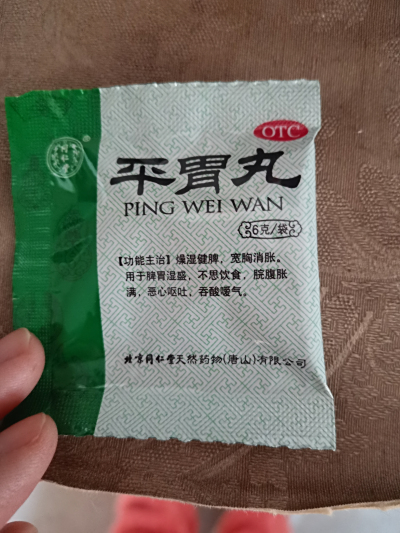 OTC
平胃丸
PING WEI WAN
6克/袋
【功能主治】燥湿健脾，宽胸消胀。
用于脾胃湿盛，不思饮食，脘腹胀
满，恶心呕吐，吞酸嗳气。
北京同仁堂天然药物(唐山)有限公司